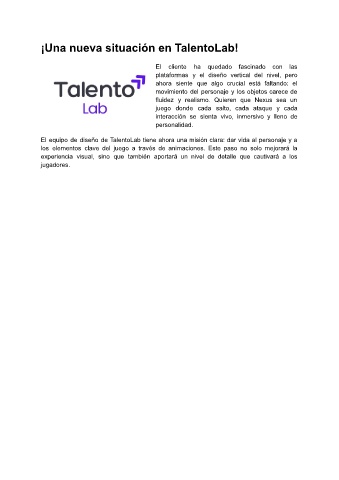 ¡Una nueva situación en TalentoLab!
El cliente ha quedado fascinado con las
plataformas y el diseño vertical del nivel, pero
ahora siente que algo crucial está faltando: el
movimiento del personaje y los objetos carece de
fluidez y realismo. Quieren que Nexus sea un
juego donde cada salto, cada ataque y cada
interacción se sienta vivo, inmersivo y lleno de
personalidad.
Talento
Lab
El equipo de diseño de TalentoLab tiene ahora una misión clara: dar vida al personaje y a
los elementos clave del juego a través de animaciones. Este paso no solo mejorará la
experiencia visual, sino que también aportará un nivel de detalle que cautivará a los
jugadores.